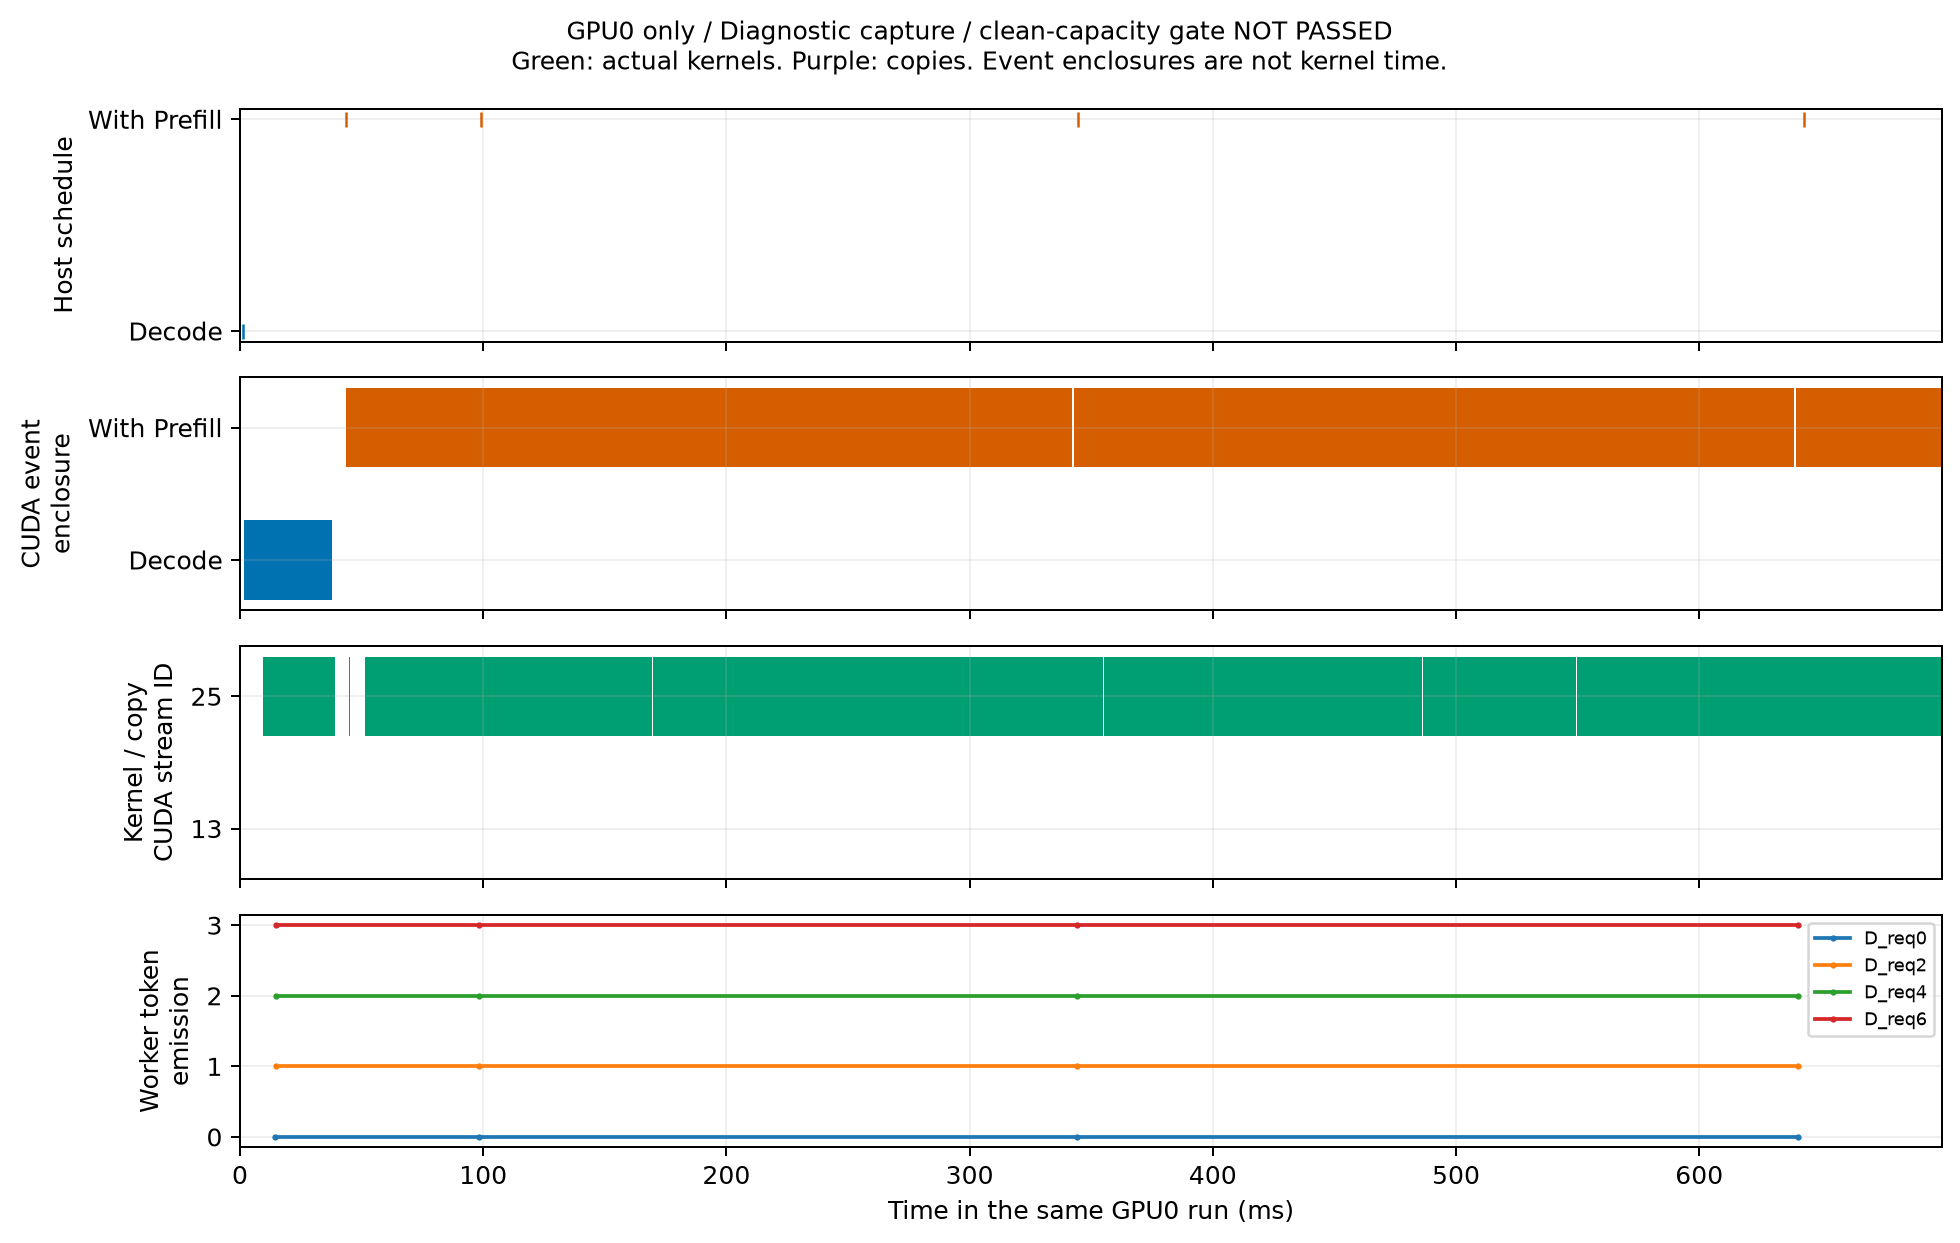 GPU0 only / Diagnostic capture / clean-capacity gate NOT PASSED
Green: actual kernels. Purple: copies. Event enclosures are not kernel time.
Host schedule
With Prefill
Decode
CUDA event
enclosure
With Prefill
Decode
Kernel / copy
CUDA stream ID
25
13
Worker token
emission
3
2
1
0
D_req0
D_req2
D_req4
D_req6
0 100 200 300 400 500 600
Time in the same GPU0 run (ms)